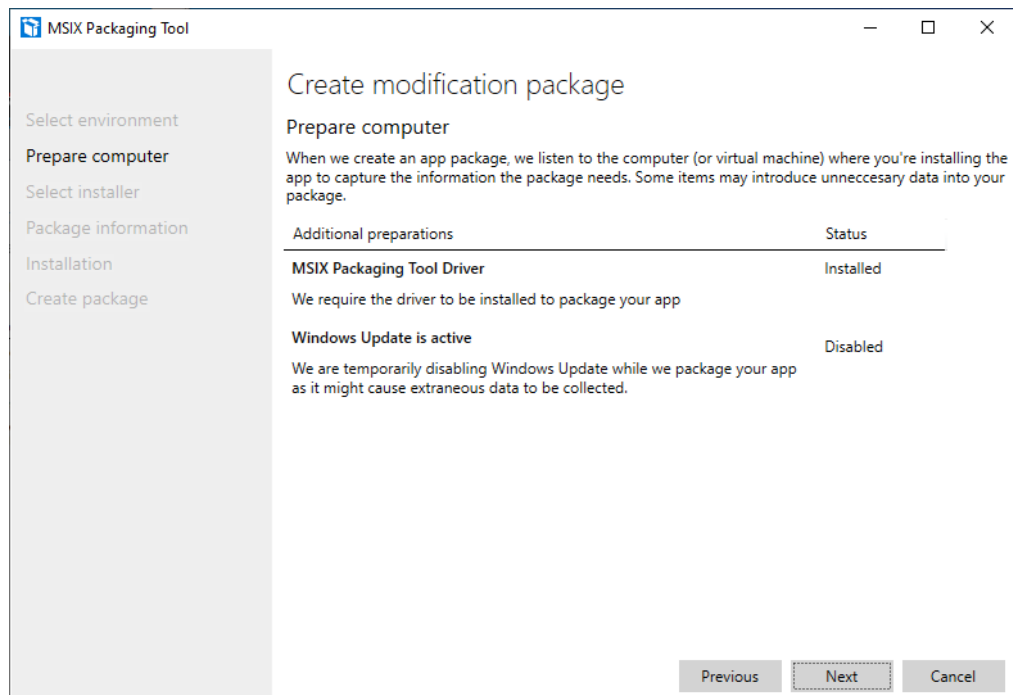 MSIX Packaging Tool
Create modification package
Select environment
Prepare computer
Select installer
Package information
Installation
Create package
Prepare computer
When we create an app package, we listen to the computer (or virtual machine) where you're installing the
app to capture the information the package needs. Some items may introduce unneccesary data into your
package.
Additional preparations Status
MSIX Packaging Tool Driver Installed
We require the driver to be installed to package your app
Windows Update is active Disabled
We are temporarily disabling Windows Update while we package your app
as it might cause extraneous data to be collected.
Previous Next Cancel